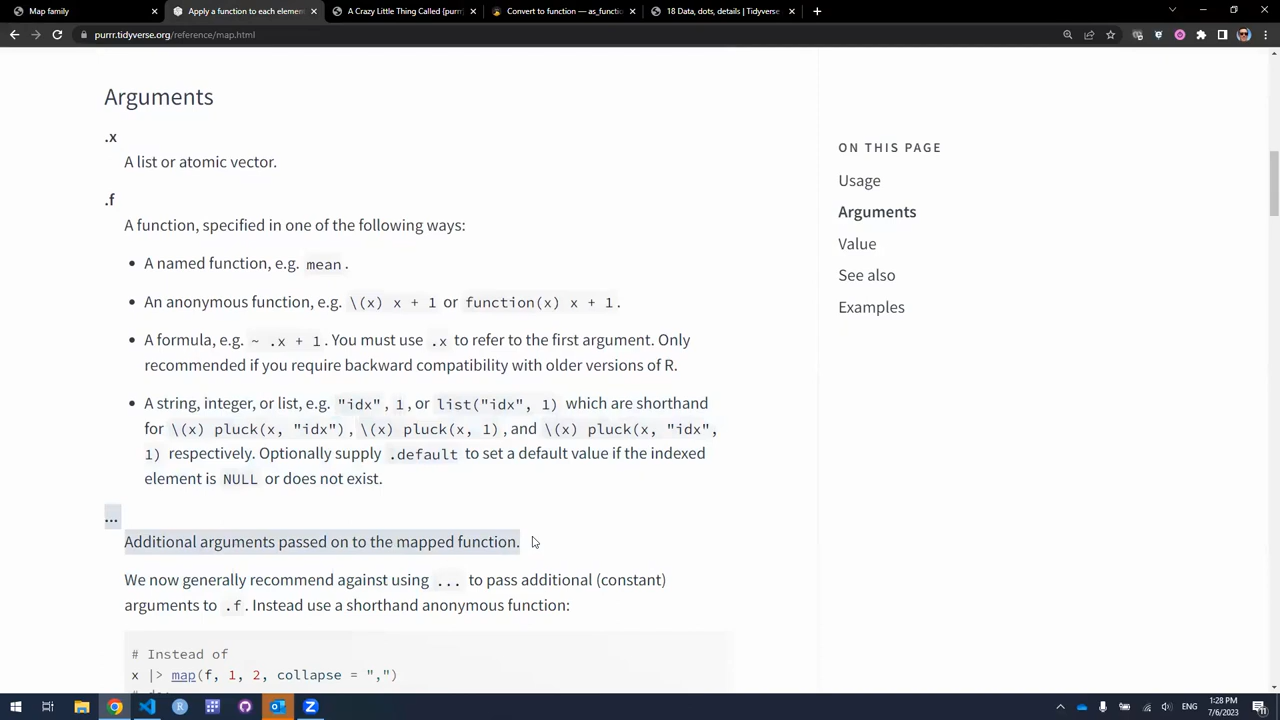 Map family
Apply a function to each elemen
A Crazy Little Thing Called {purrr
Convert to function — as_functio
18 Data, dots, details | Tidyverse
purrr.tidyverse.org/reference/map.html
Arguments
.x
A list or atomic vector.
.f
A function, specified in one of the following ways:
• A named function, e.g. mean.
• An anonymous function, e.g. \(x) x + 1 or function(x) x + 1.
• A formula, e.g. ~ .x + 1. You must use .x to refer to the first argument. Only
recommended if you require backward compatibility with older versions of R.
• A string, integer, or list, e.g. "idx", 1, or list("idx", 1) which are shorthand
for \(x) pluck(x, "idx"), \(x) pluck(x, 1), and \(x) pluck(x, "idx",
1) respectively. Optionally supply .default to set a default value if the indexed
element is NULL or does not exist.
...
Additional arguments passed on to the mapped function.
We now generally recommend against using ... to pass additional (constant)
arguments to .f. Instead use a shorthand anonymous function:
# Instead of
x |> map(f, 1, 2, collapse = ",")
ON THIS PAGE
Usage
Arguments
Value
See also
Examples
ENG
1:28 PM
7/6/2023